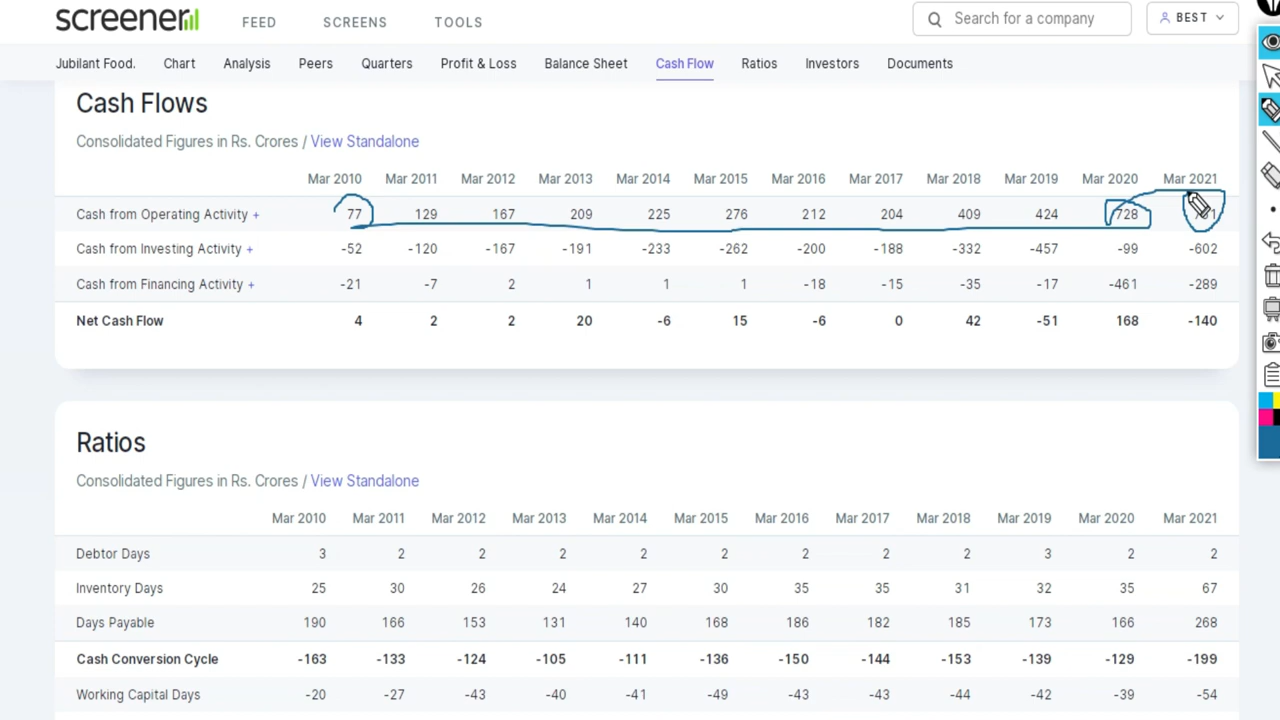 screener FEED SCREENS TOOLS Search for a company BEST
Jubilant Food. Chart Analysis Peers Quarters Profit & Loss Balance Sheet Cash Flow Ratios Investors Documents
Cash Flows
Consolidated Figures in Rs. Crores / View Standalone
Mar 2010 Mar 2011 Mar 2012 Mar 2013 Mar 2014 Mar 2015 Mar 2016 Mar 2017 Mar 2018 Mar 2019 Mar 2020 Mar 2021
Cash from Operating Activity + 77 129 167 209 225 276 212 204 409 424 728
Cash from Investing Activity + -52 -120 -167 -191 -233 -262 -200 -188 -332 -457 -99 -602
Cash from Financing Activity + -21 -7 2 1 1 1 -18 -15 -35 -17 -461 -289
Net Cash Flow 4 2 2 20 -6 15 -6 0 42 -51 168 -140
Ratios
Consolidated Figures in Rs. Crores / View Standalone
Mar 2010 Mar 2011 Mar 2012 Mar 2013 Mar 2014 Mar 2015 Mar 2016 Mar 2017 Mar 2018 Mar 2019 Mar 2020 Mar 2021
Debtor Days 3 2 2 2 2 2 2 2 2 3 2 2
Inventory Days 25 30 26 24 27 30 35 35 31 32 35 67
Days Payable 190 166 153 131 140 168 186 182 185 173 166 268
Cash Conversion Cycle -163 -133 -124 -105 -111 -136 -150 -144 -153 -139 -129 -199
Working Capital Days -20 -27 -43 -40 -41 -49 -43 -43 -44 -42 -39 -54